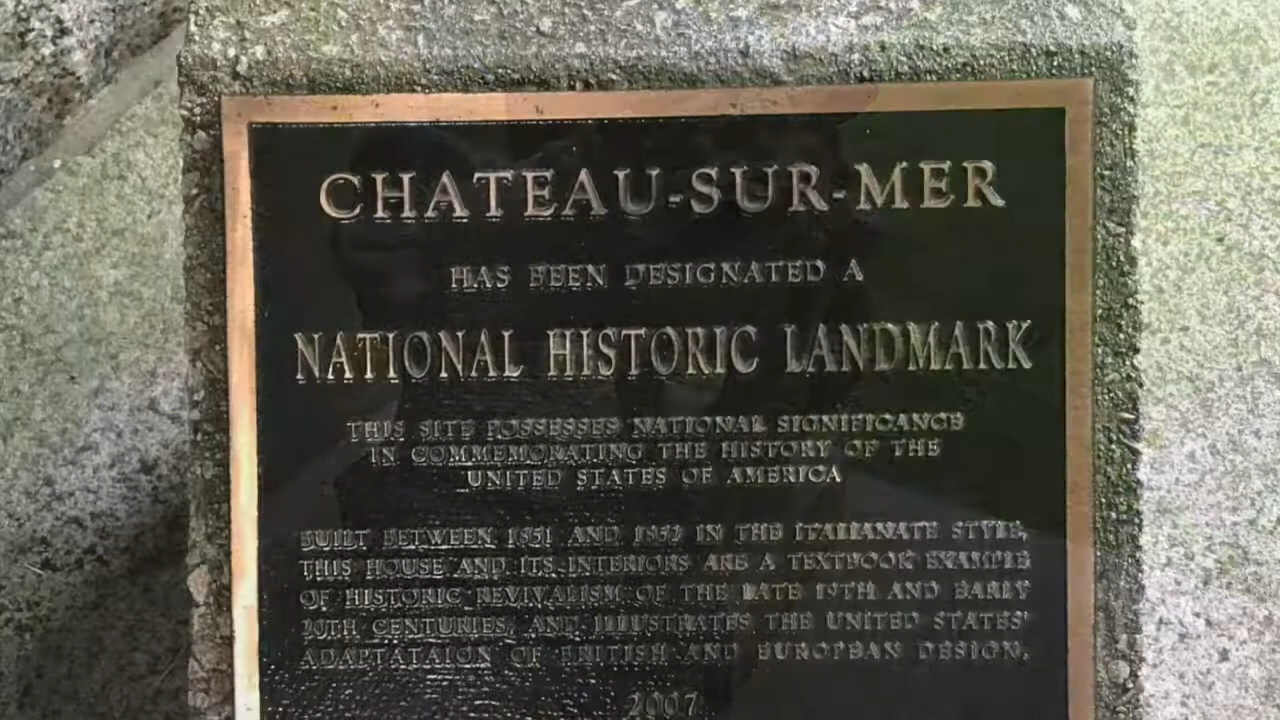 CHATEAU-SUR-MER
HAS BEEN DESIGNATED A
NATIONAL HISTORIC LANDMARK
THIS SITE POSSESSES NATIONAL SIGNIFICANCE
IN COMMEMORATING THE HISTORY OF THE
UNITED STATES OF AMERICA
BUILT BETWEEN 1851 AND 1852 IN THE ITALIANATE STYLE,
THIS HOUSE AND ITS INTERIORS ARE A TEXTBOOK EXAMPLE
OF HISTORIC REVIVALISM OF THE LATE 19TH AND EARLY
20TH CENTURIES, AND ILLUSTRATES THE UNITED STATES'
ADAPTATAION OF BRITISH AND EUROPEAN DESIGN.
2007